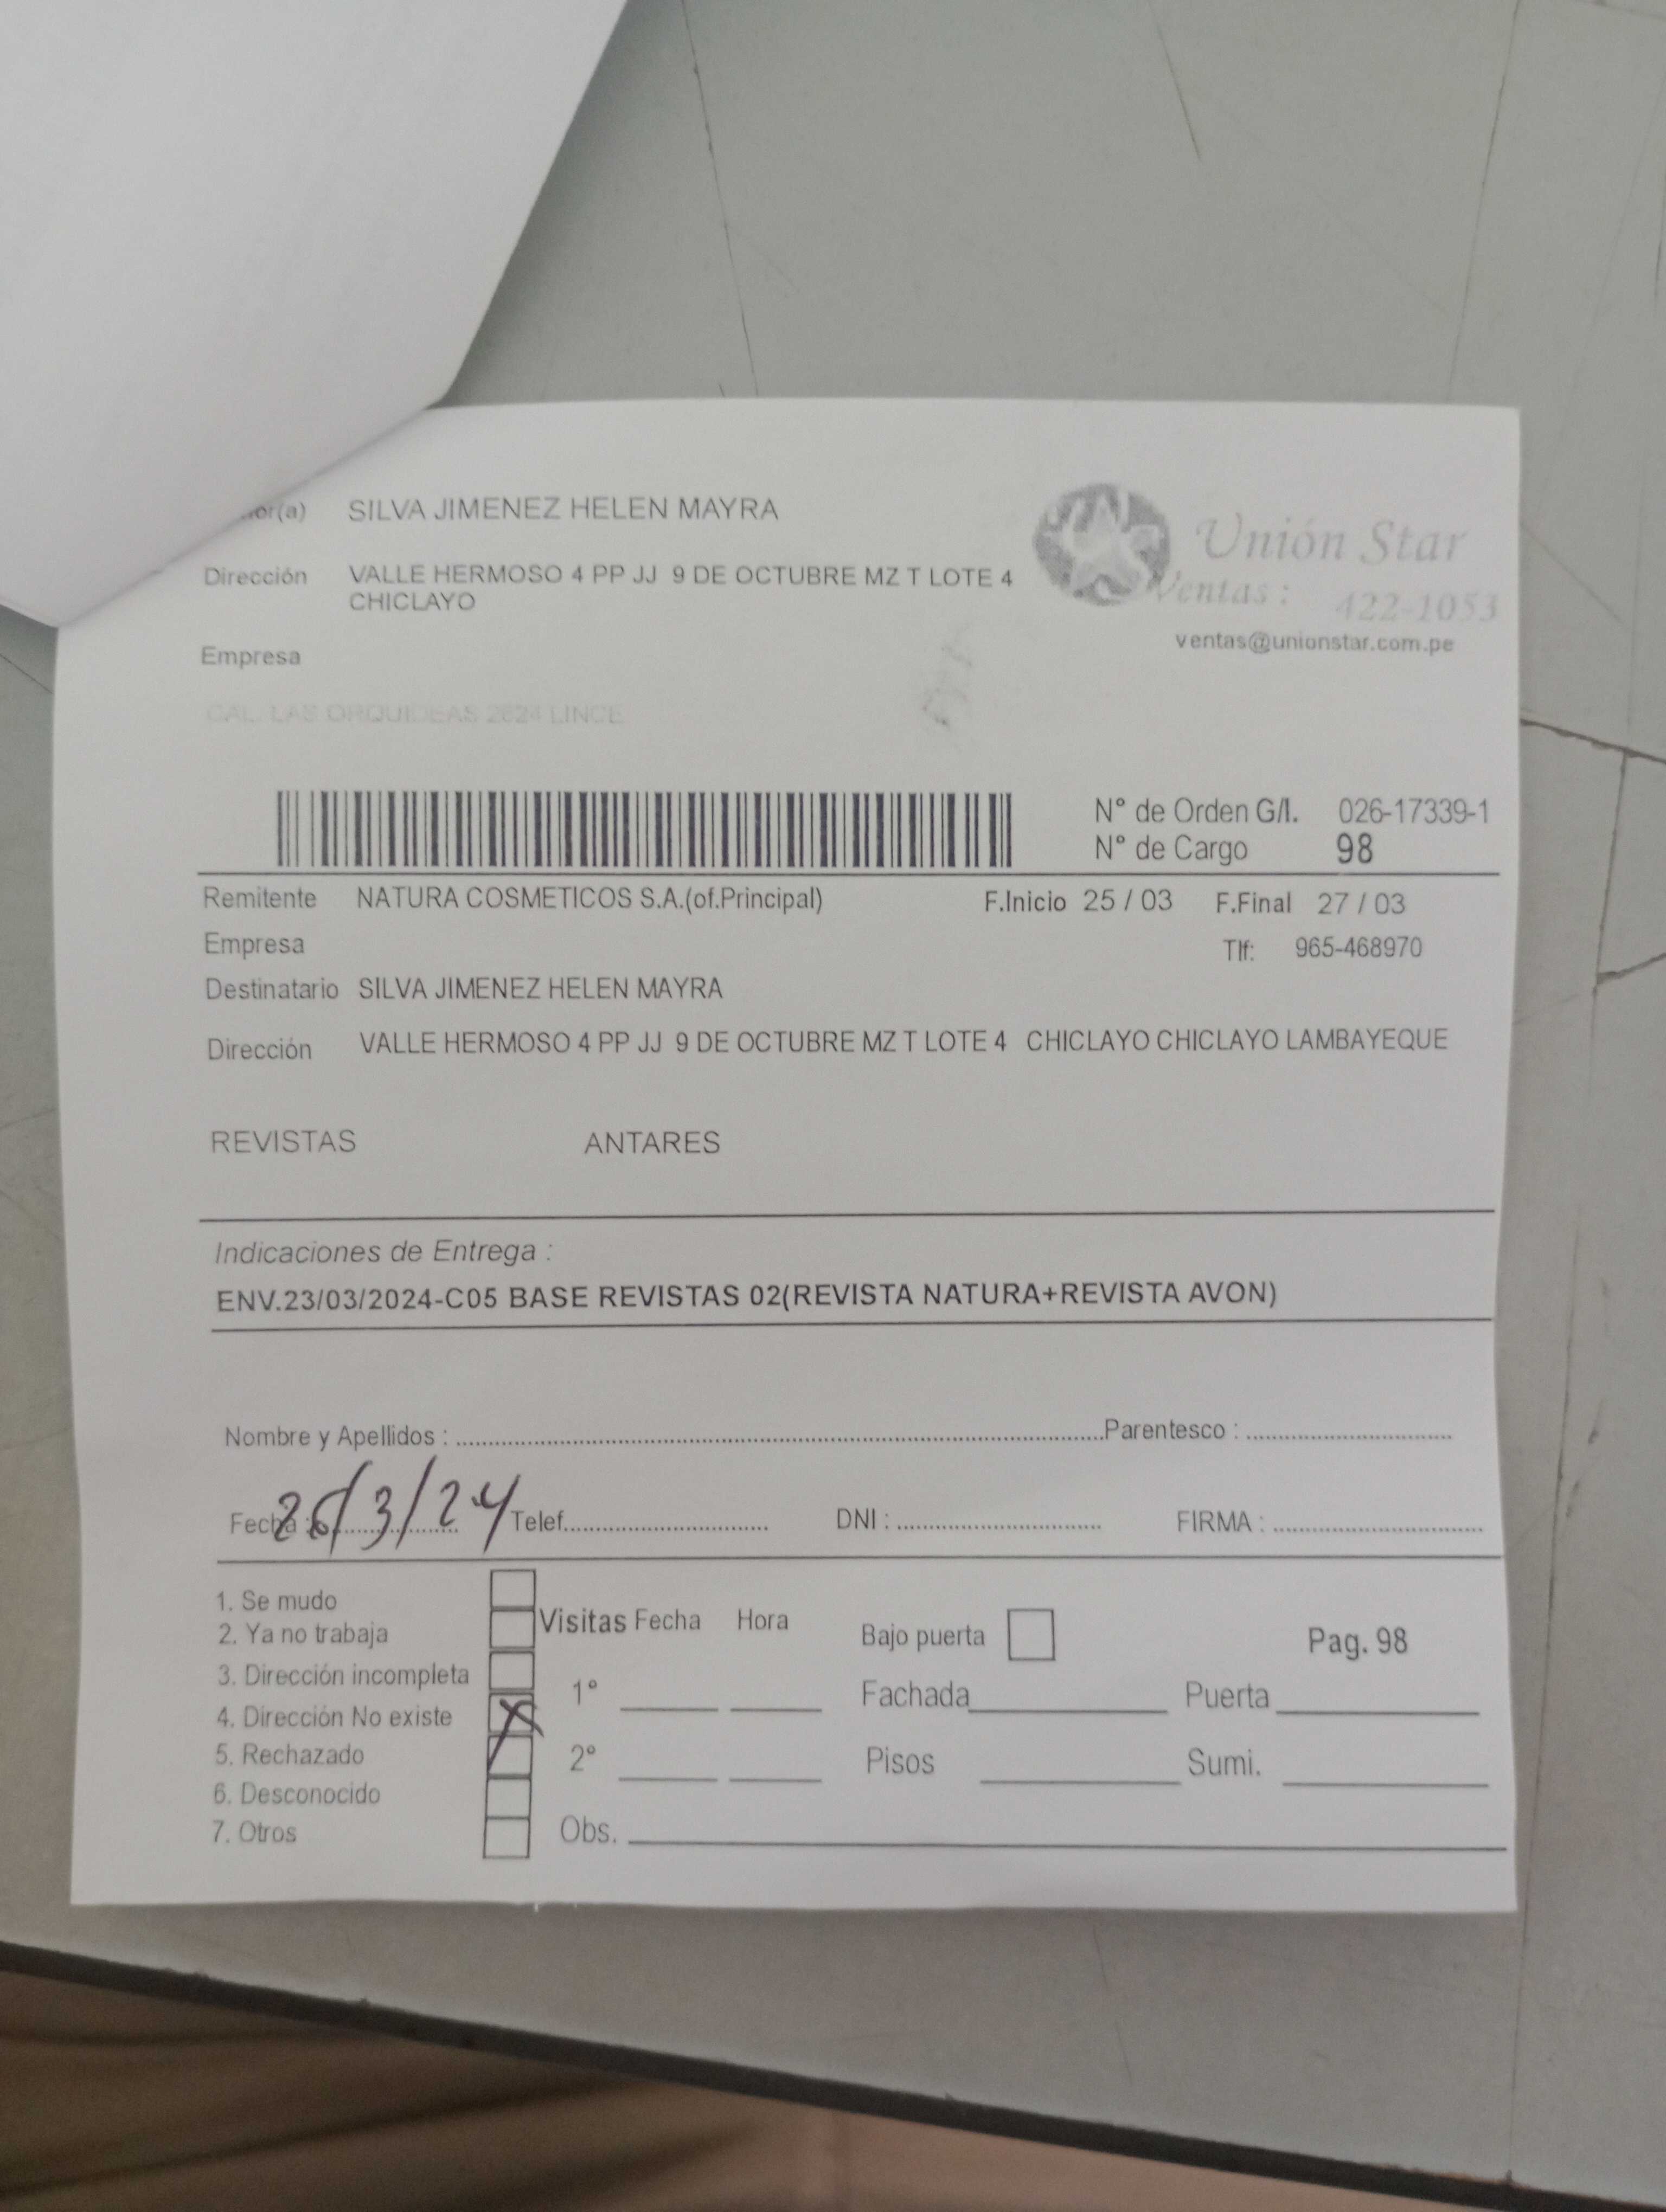 or(a) SILVA JIMENEZ HELEN MAYRA
Unión Star
Dirección VALLE HERMOSO 4 PP JJ 9 DE OCTUBRE MZ T LOTE 4
CHICLAYO
Ventas : 422-1053
ventas@unionstar.com.pe
Empresa
CAL. LAS ORQUIDEAS 2624 LINCE
N° de Orden G/I. 026-17339-1
N° de Cargo 98
Remitente NATURA COSMETICOS S.A.(of.Principal) F.Inicio 25 / 03 F.Final 27 / 03
Empresa Tlf: 965-468970
Destinatario SILVA JIMENEZ HELEN MAYRA
Dirección VALLE HERMOSO 4 PP JJ 9 DE OCTUBRE MZ T LOTE 4 CHICLAYO CHICLAYO LAMBAYEQUE
REVISTAS ANTARES
Indicaciones de Entrega :
ENV.23/03/2024-C05 BASE REVISTAS 02(REVISTA NATURA+REVISTA AVON)
Nombre y Apellidos : Parentesco :
Fecha : 26/3/24 Telef. DNI : FIRMA :
1. Se mudo
2. Ya no trabaja
3. Dirección incompleta
4. Dirección No existe X
5. Rechazado
6. Desconocido
7. Otros
Visitas Fecha Hora
1°
2°
Obs.
Bajo puerta Pag. 98
Fachada Puerta
Pisos Sumi.